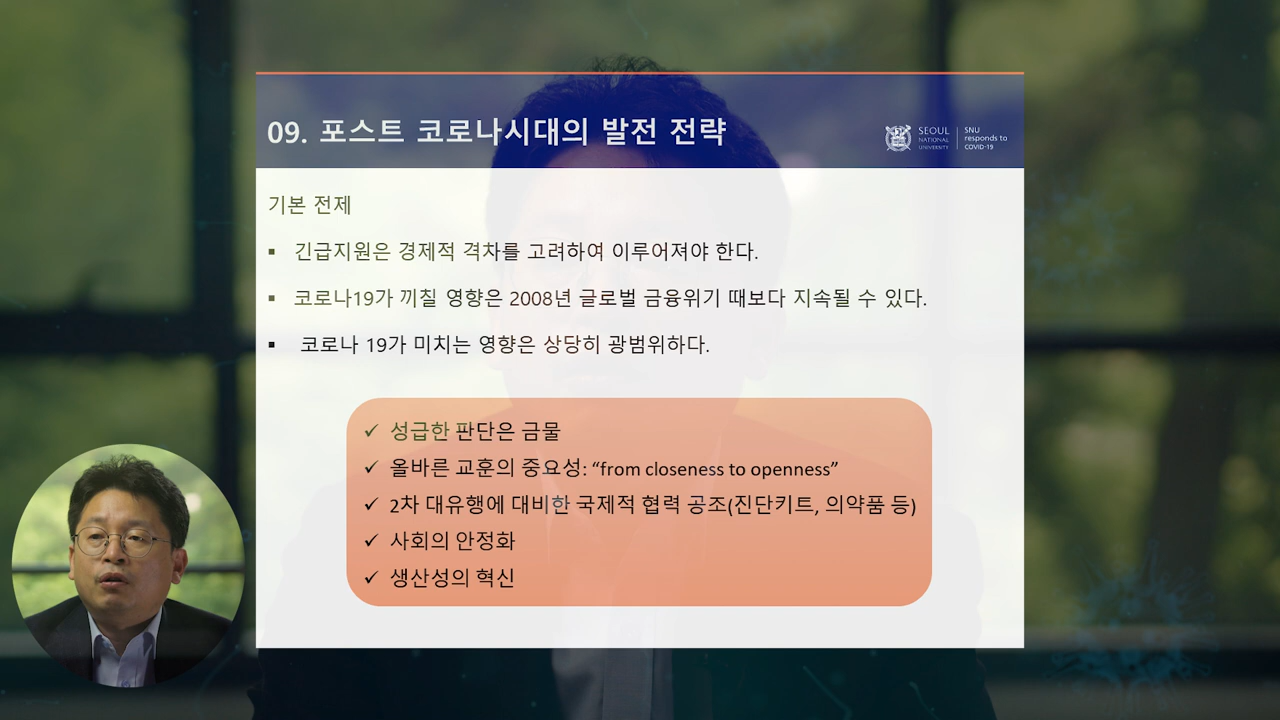 09. 포스트 코로나시대의 발전 전략
SEOUL
NATIONAL
UNIVERSITY
SNU
responds to
COVID-19
기본 전제
▪ 긴급지원은 경제적 격차를 고려하여 이루어져야 한다.
▪ 코로나19가 끼칠 영향은 2008년 글로벌 금융위기 때보다 지속될 수 있다.
▪ 코로나 19가 미치는 영향은 상당히 광범위하다.
✓ 성급한 판단은 금물
✓ 올바른 교훈의 중요성: “from closeness to openness”
✓ 2차 대유행에 대비한 국제적 협력 공조(진단키트, 의약품 등)
✓ 사회의 안정화
✓ 생산성의 혁신